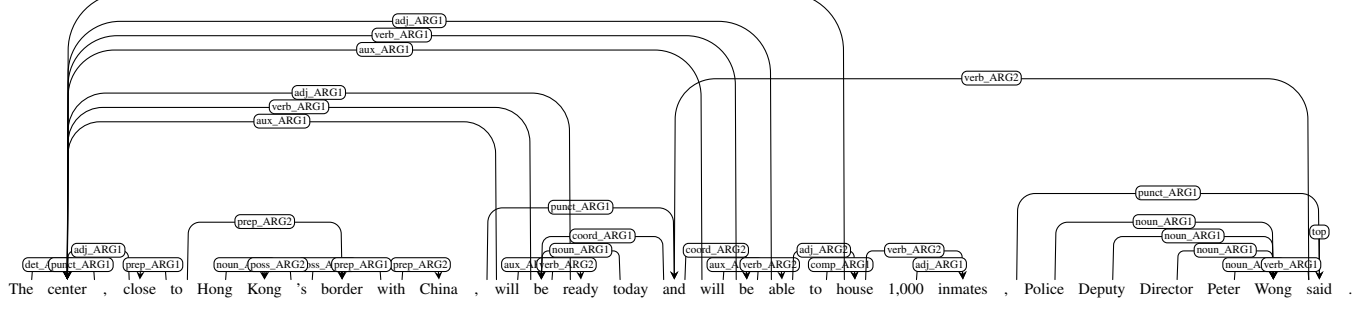 adj_ARG1
verb_ARG1
aux_ARG1
verb_ARG2
adj_ARG1
verb_ARG1
aux_ARG1
punct_ARG1
punct_ARG1
prep_ARG2 noun_ARG1
top
coord_ARG1 noun_ARG1
adj_ARG1 noun_ARG1 coord_ARG2 adj_ARG2 verb_ARG2 noun_ARG1
punct_ARG1 prep_ARG1 poss_ARG2 prep_ARG1 prep_ARG2 verb_ARG2 verb_ARG2 comp_ARG1 adj_ARG1 verb_ARG1
The center , close to Hong Kong 's border with China , will be ready today and will be able to house 1,000 inmates , Police Deputy Director Peter Wong said .